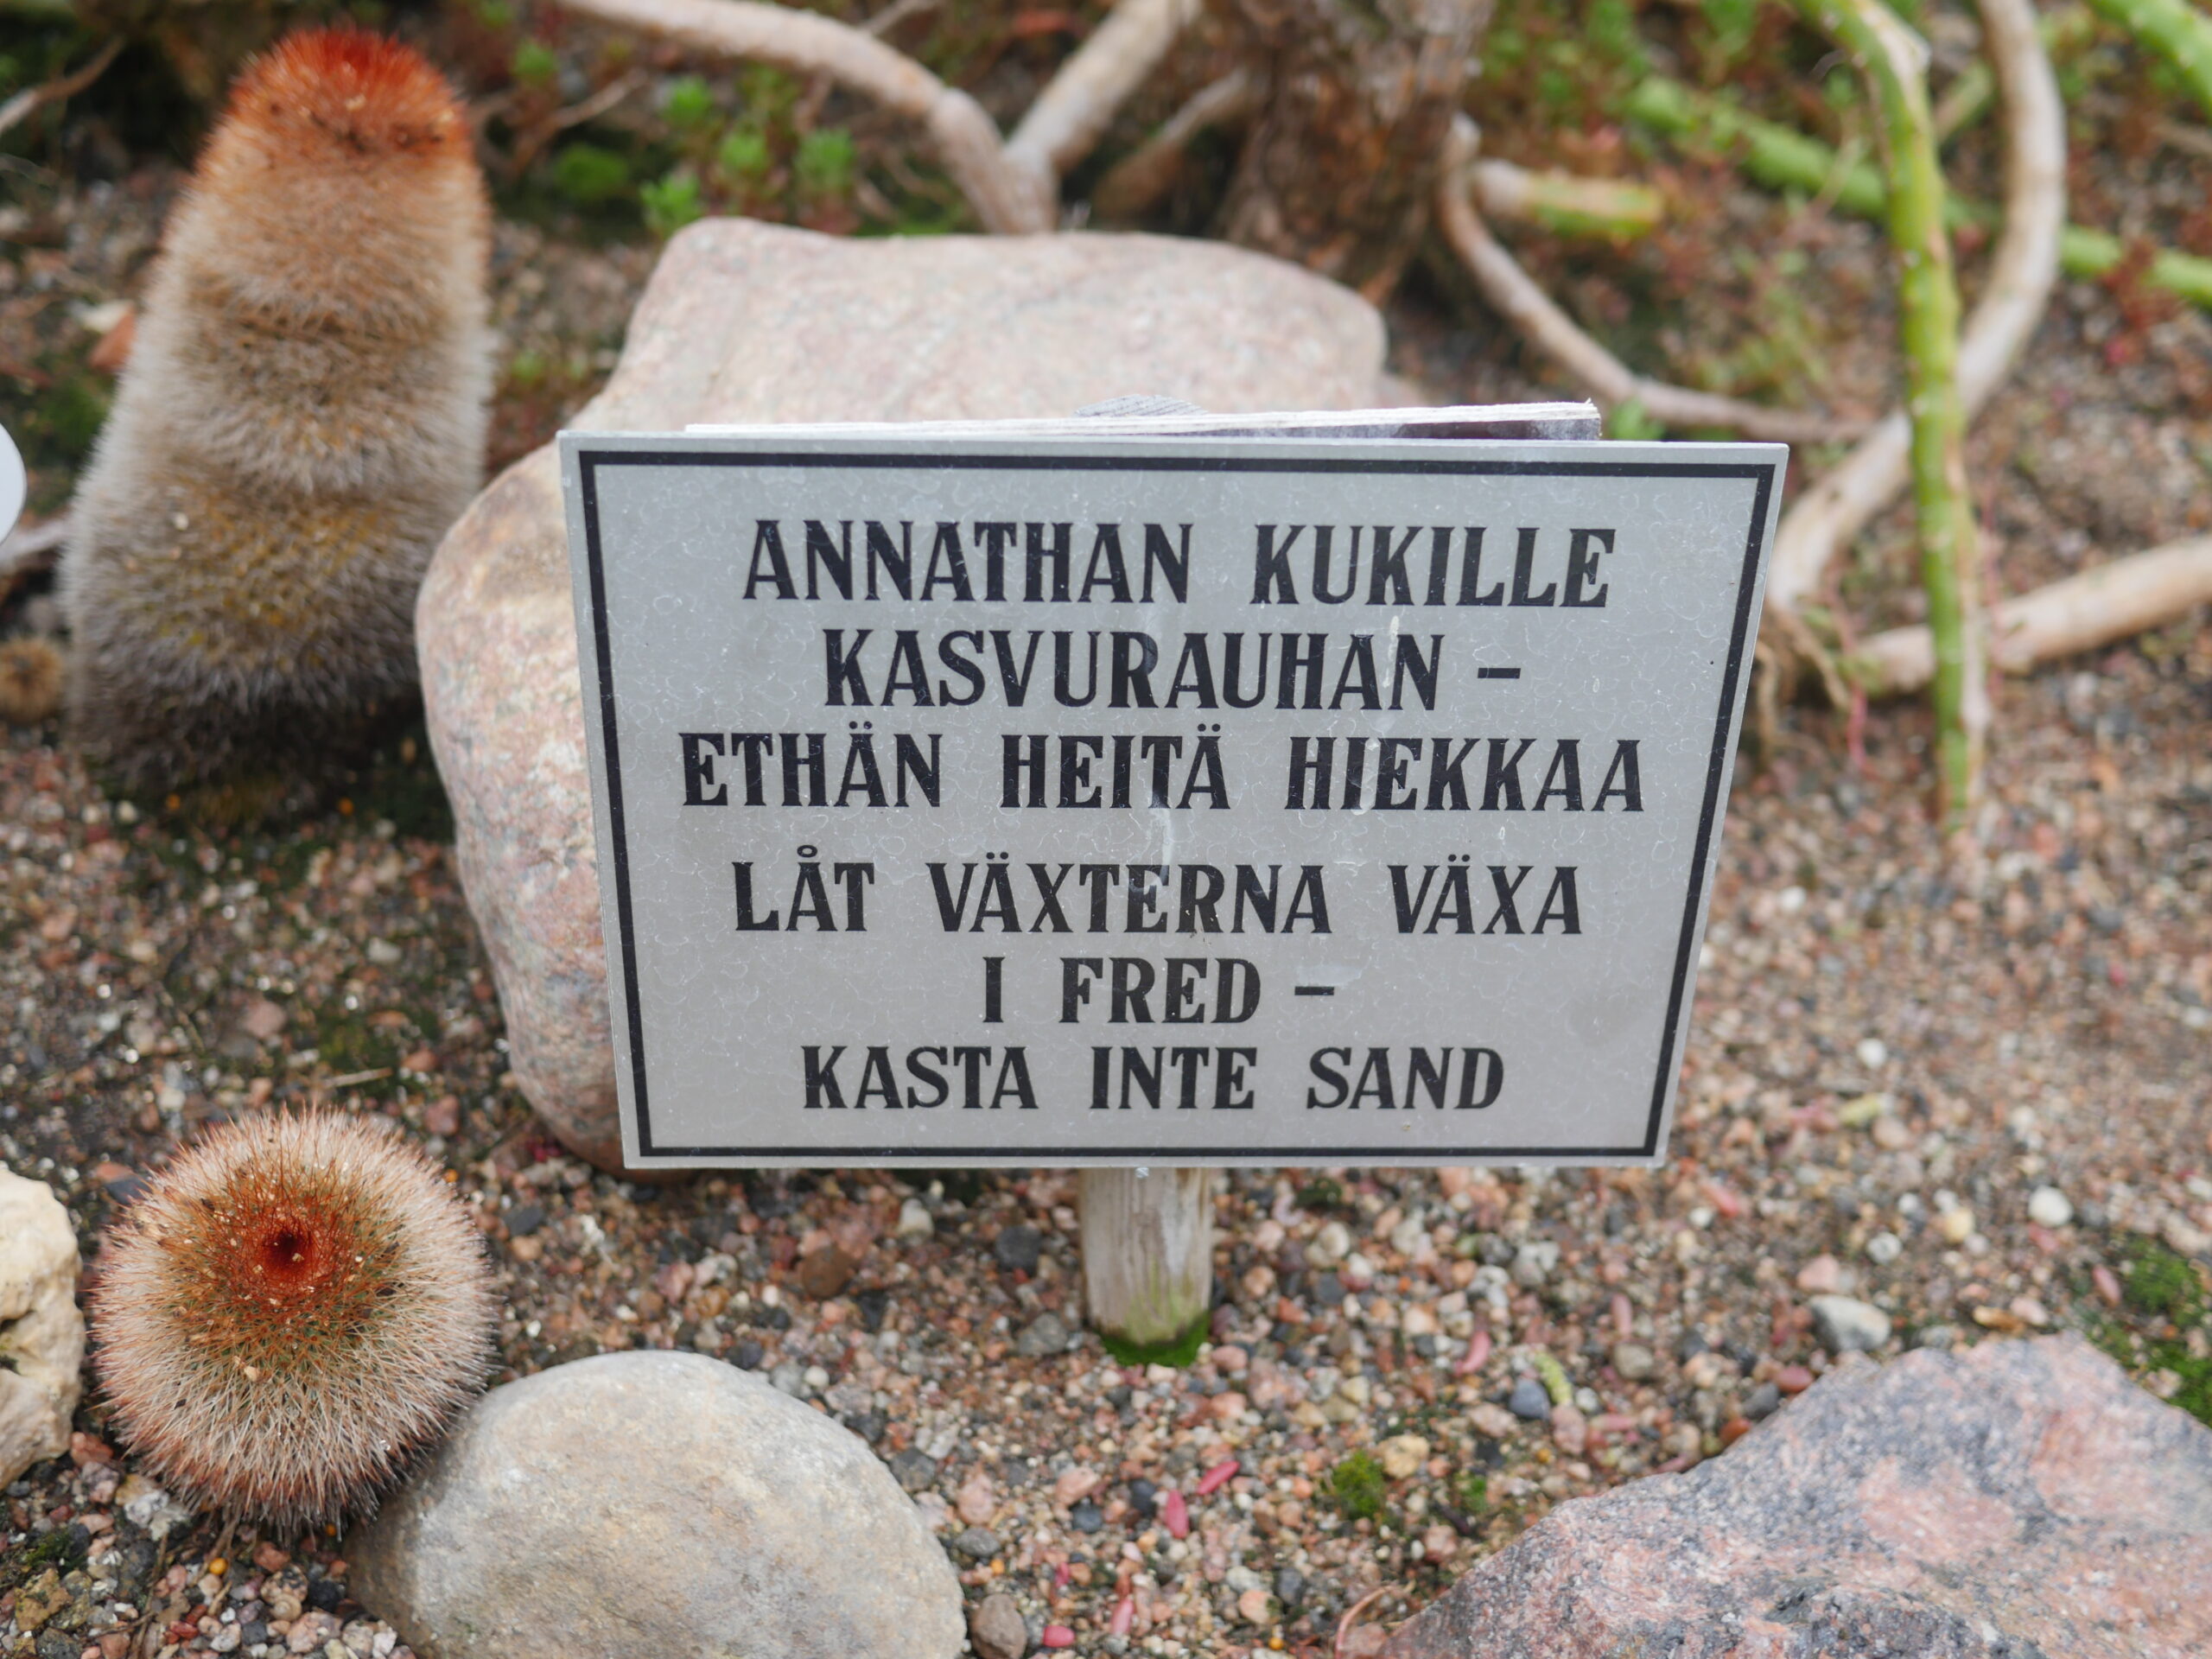 ANNATHAN KUKILLE
KASVURAUHAN –
ETHÄN HEITÄ HIEKKAA
LÅT VÄXTERNA VÄXA
I FRED –
KASTA INTE SAND